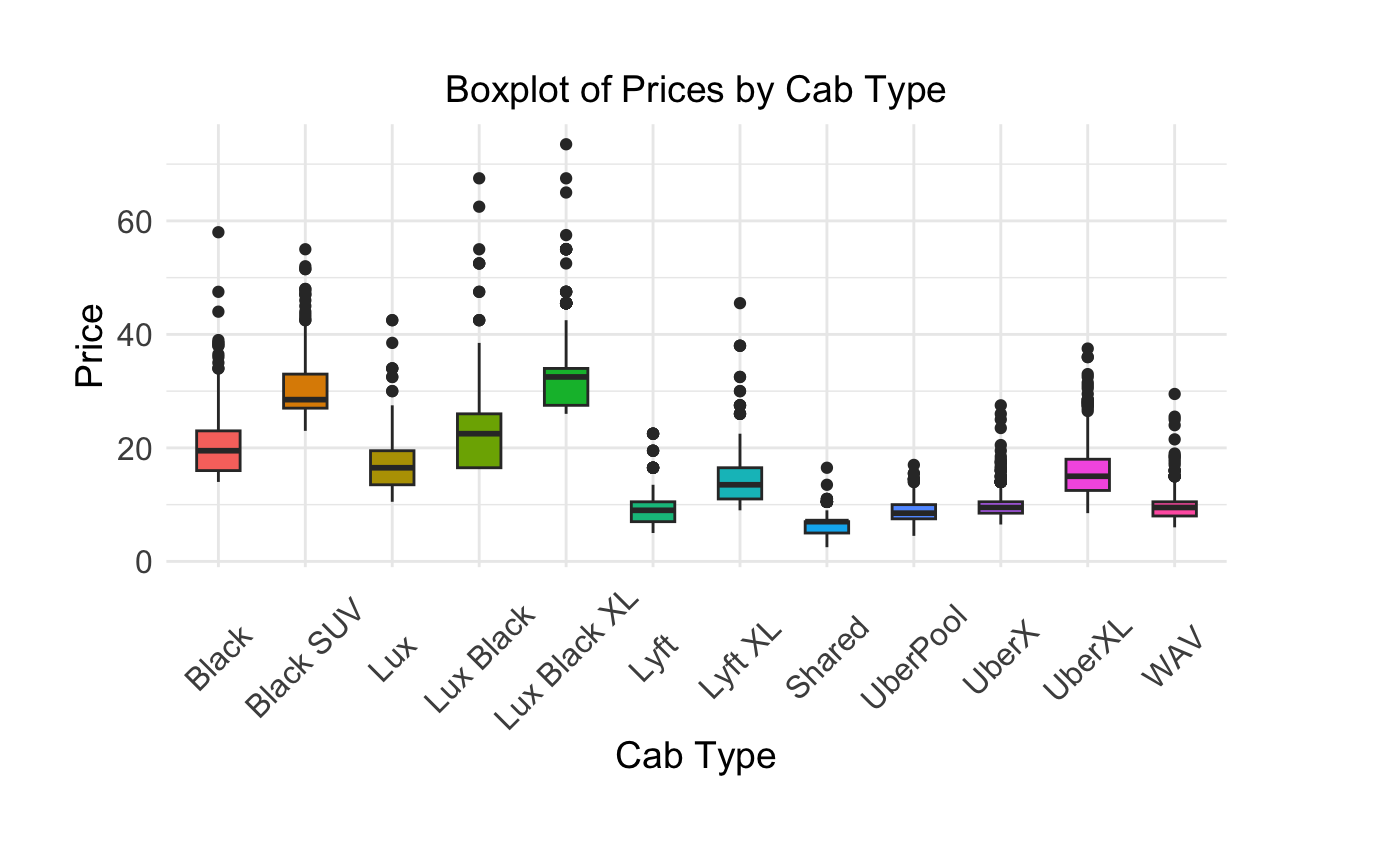 Boxplot of Prices by Cab Type
Price
60
40
20
0
Black
Black SUV
Lux
Lux Black
Lux Black XL
Lyft
Lyft XL
Shared
UberPool
UberX
UberXL
WAV
Cab Type